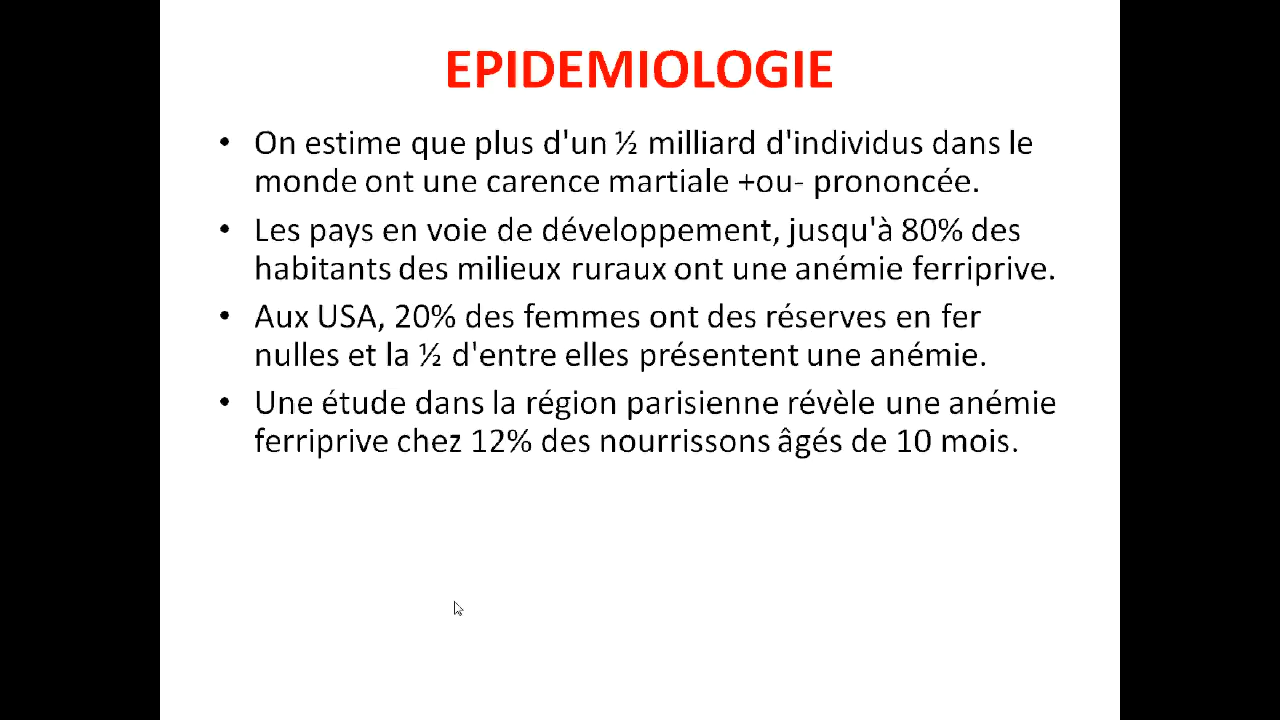 EPIDEMIOLOGIE
• On estime que plus d'un ½ milliard d'individus dans le
monde ont une carence martiale +ou- prononcée.
• Les pays en voie de développement, jusqu'à 80% des
habitants des milieux ruraux ont une anémie ferriprive.
• Aux USA, 20% des femmes ont des réserves en fer
nulles et la ½ d'entre elles présentent une anémie.
• Une étude dans la région parisienne révèle une anémie
ferriprive chez 12% des nourrissons âgés de 10 mois.